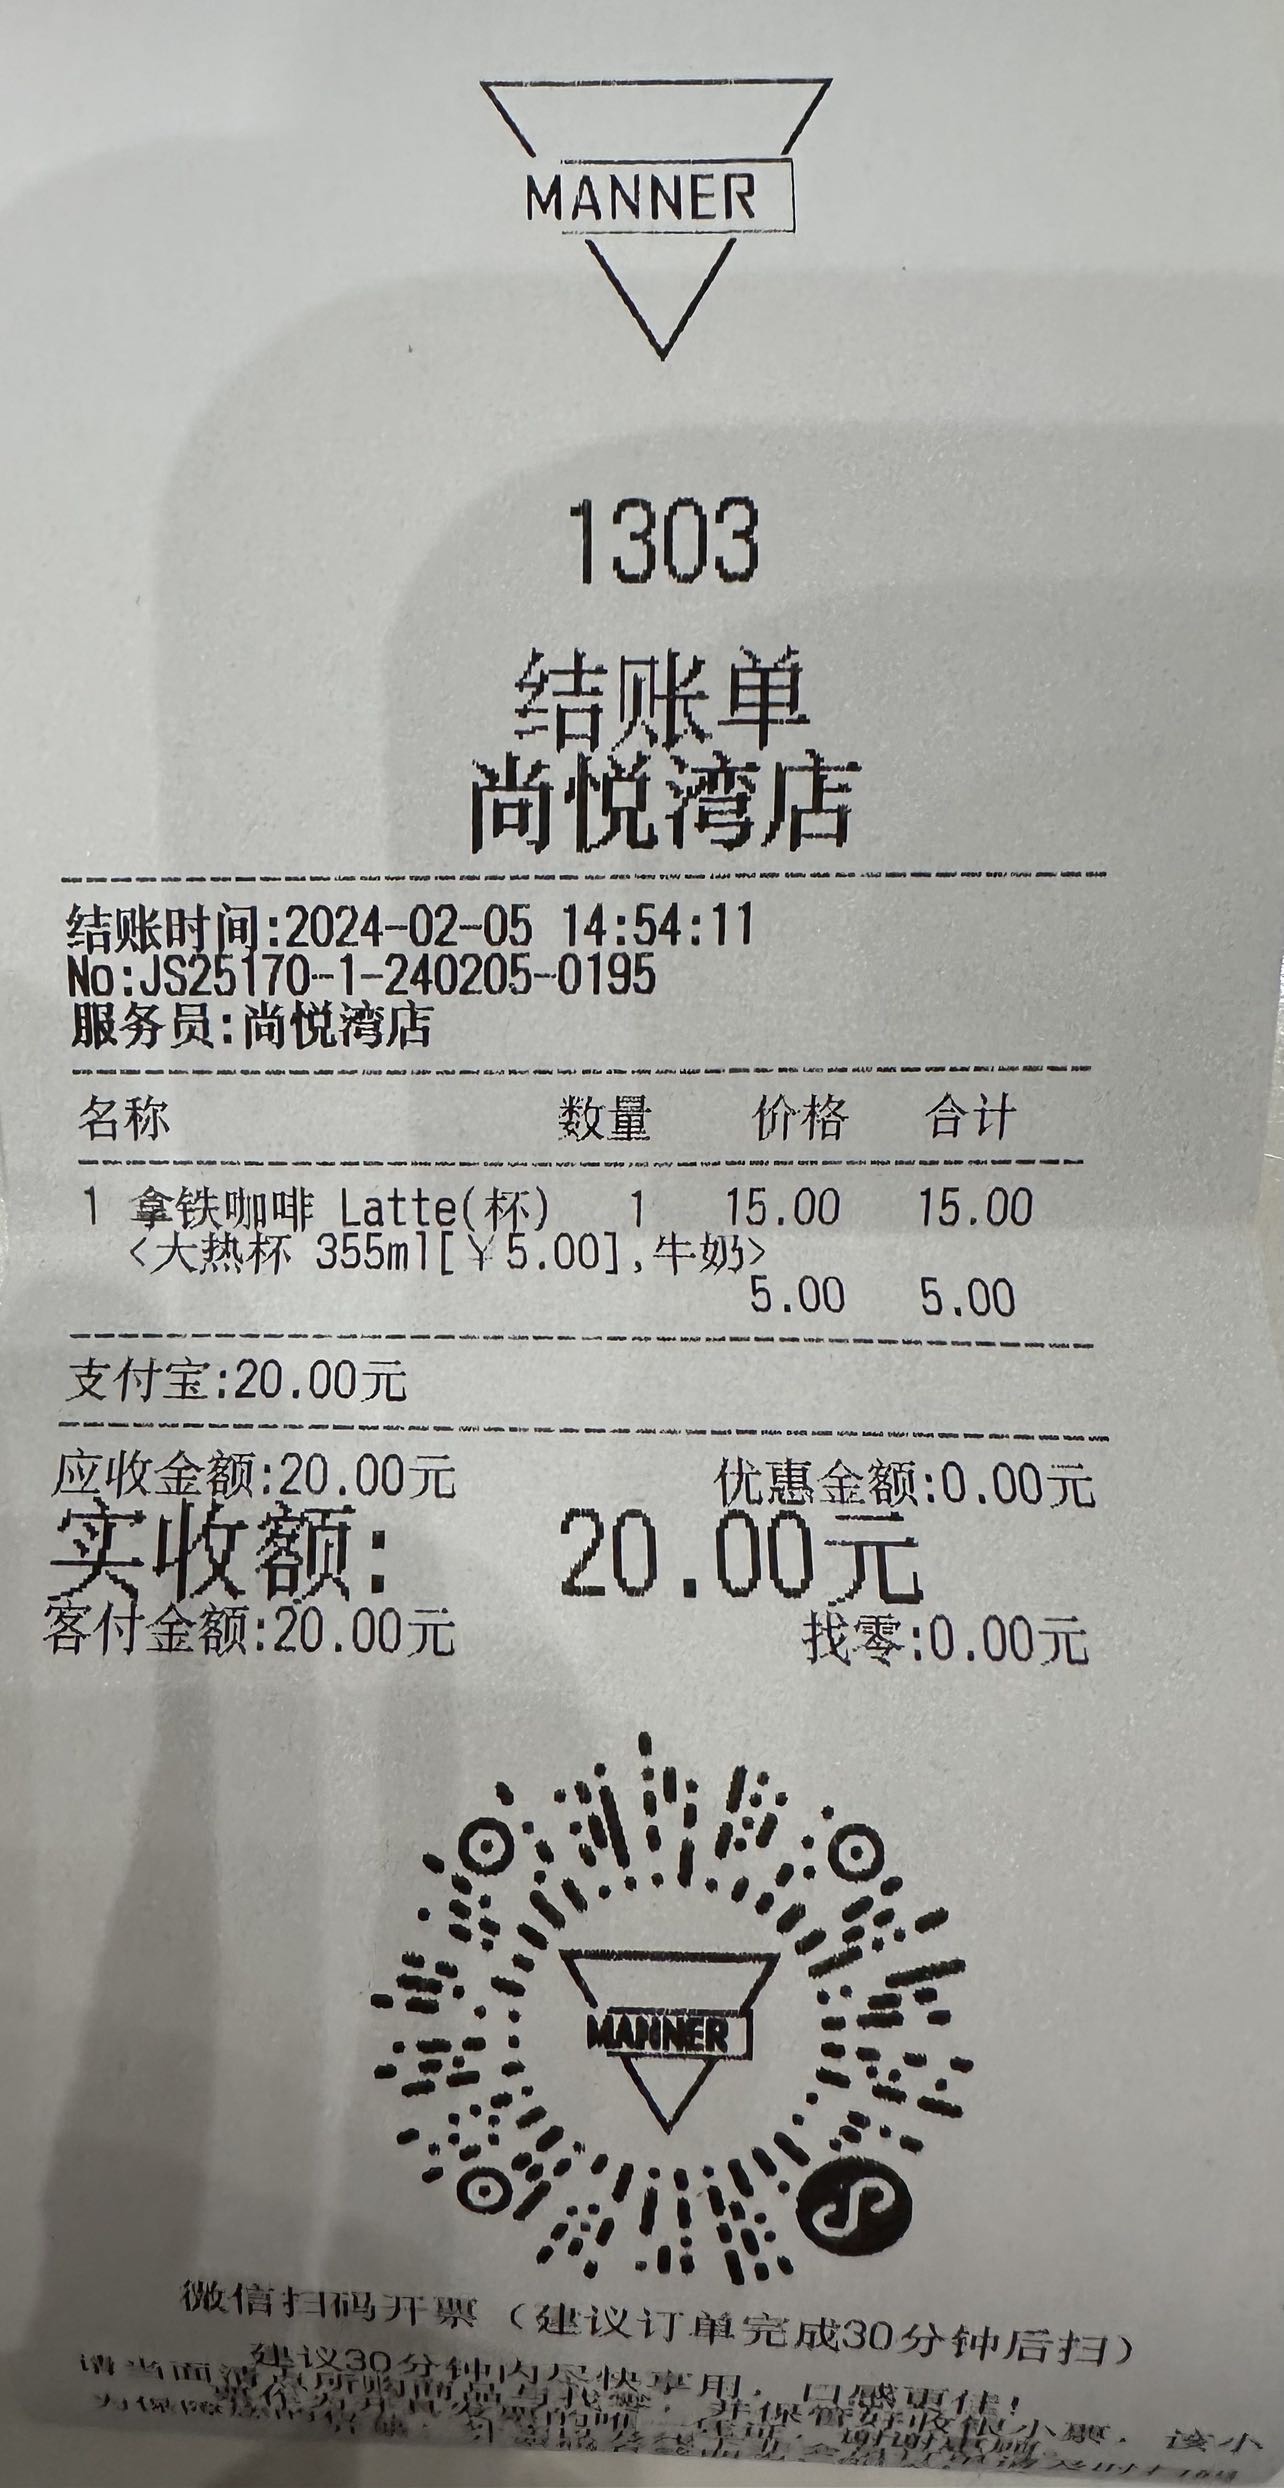 MANNER
1303
结账单
尚悦湾店
结账时间:2024-02-05 14:54:11
No:JS25170-1-240205-0195
服务员:尚悦湾店
名称 数量 价格 合计
1 拿铁咖啡 Latte(杯) 1 15.00 15.00
<大热杯 355ml[￥5.00],牛奶>
5.00 5.00
支付宝:20.00元
应收金额:20.00元 优惠金额:0.00元
实收额: 20.00元
客付金额:20.00元 找零:0.00元
MANNER
微信扫码开票（建议订单完成30分钟后扫）
建议30分钟内尽快享用，口感更佳！